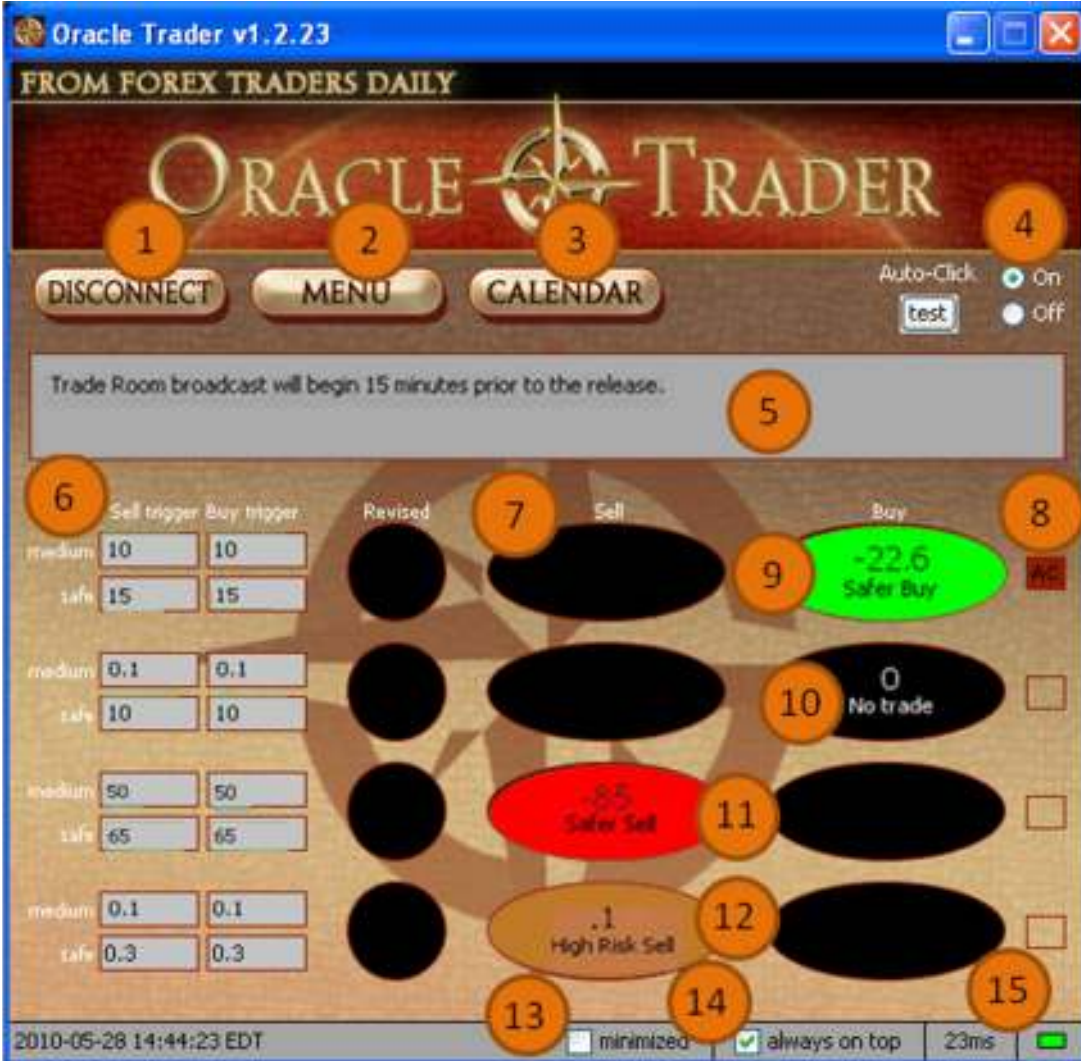 Oracle Trader v1.2.23
FROM FOREX TRADERS DAILY
ORACLE TRADER
1 2 3 4
DISCONNECT MENU CALENDAR Auto-Click On
test Off
Trade Room broadcast will begin 15 minutes prior to the release.
5
6 7 8
Sell trigger Buy trigger Revised Sell Buy
medium 10 10 9 -22.6 AC
safe 15 15 Safer Buy
medium 0.1 0.1 0
safe 10 10 10 No trade
medium 50 50 -85 11
safe 65 65 Safer Sell
medium 0.1 0.1 .1 12
safe 0.3 0.3 High Risk Sell
13 14 15
2010-05-28 14:44:23 EDT minimized always on top 23ms